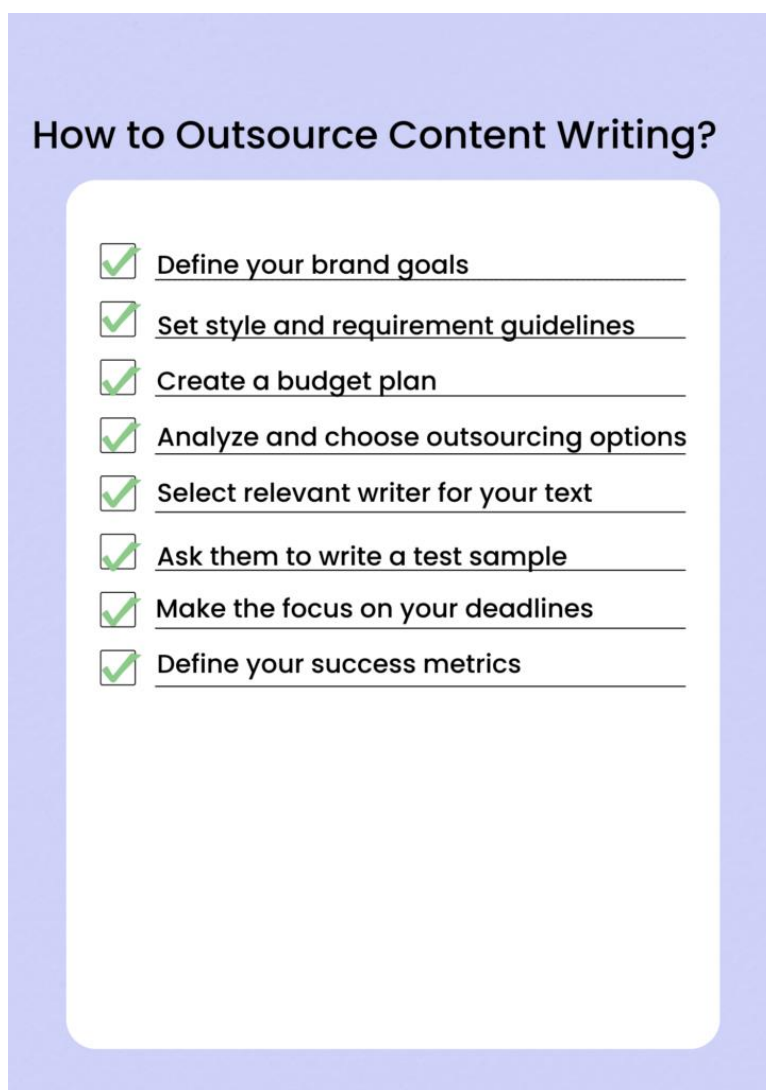 How to Outsource Content Writing?
Define your brand goals
Set style and requirement guidelines
Create a budget plan
Analyze and choose outsourcing options
Select relevant writer for your text
Ask them to write a test sample
Make the focus on your deadlines
Define your success metrics